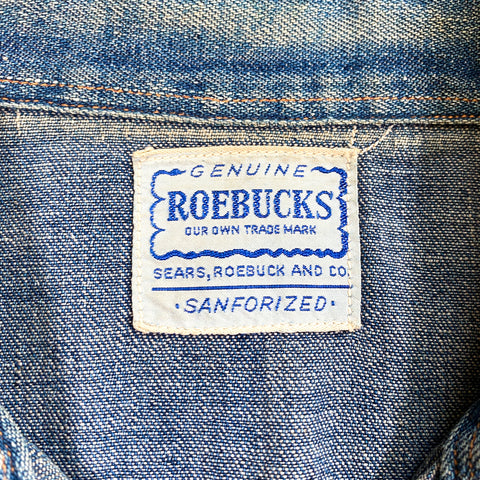 GENUINE
ROEBUCKS
OUR OWN TRADE MARK
SEARS, ROEBUCK AND CO.
· SANFORIZED ·